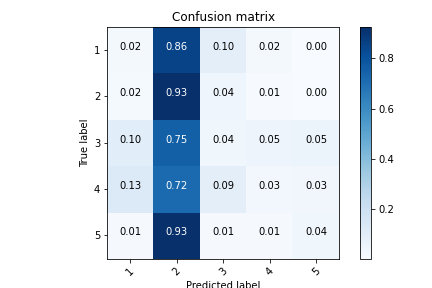 Confusion matrix
1 0.02 0.86 0.10 0.02 0.00
2 0.02 0.93 0.04 0.01 0.00
3 0.10 0.75 0.04 0.05 0.05
4 0.13 0.72 0.09 0.03 0.03
5 0.01 0.93 0.01 0.01 0.04
1 2 3 4 5
True label
Predicted label
0.8
0.6
0.4
0.2